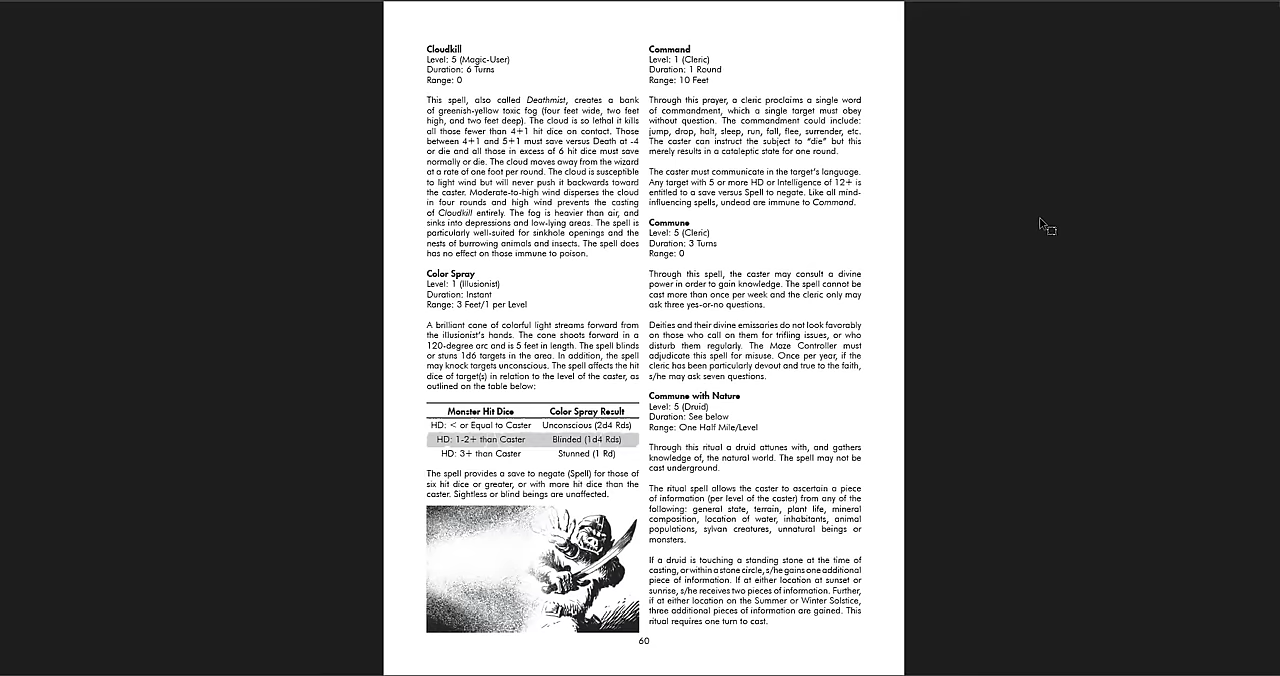 Cloudkill
Level: 5 (Magic-User)
Duration: 6 Turns
Range: 0
This spell, also called Deathmist, creates a bank
of greenish-yellow toxic fog (four feet wide, two feet
high, and two feet deep). The cloud is so lethal it kills
all those fewer than 4+1 hit dice on contact. Those
between 4+1 and 5+1 must save versus Death at -4
or die and all those in excess of 6 hit dice must save
normally or die. The cloud moves away from the wizard
at a rate of one foot per round. The cloud is susceptible
to light wind but will never push it backwards toward
the caster. Moderate-to-high wind disperses the cloud
in four rounds and high wind prevents the casting
of Cloudkill entirely. The fog is heavier than air, and
sinks into depressions and low-lying areas. The spell is
particularly well-suited for sinkhole openings and the
nests of burrowing animals and insects. The spell does
has no effect on those immune to poison.
Color Spray
Level: 1 (Illusionist)
Duration: Instant
Range: 3 Feet/1 per Level
A brilliant cane of colorful light streams forward from
the illusionist's hands. The cone shoots forward in a
120-degree arc and is 5 feet in length. The spell blinds
or stuns 1d6 targets in the area. In addition, the spell
may knock targets unconscious. The spell affects the hit
dice of target(s) in relation to the level of the caster, as
outlined on the table below:
Monster Hit Dice Color Spray Result
HD: < or Equal to Caster Unconscious (2d4 Rds)
HD: 1-2+ than Caster Blinded (1d4 Rds)
HD: 3+ than Caster Stunned (1 Rd)
The spell provides a save to negate (Spell) for those of
six hit dice or greater, or with more hit dice than the
caster. Sightless or blind beings are unaffected.
Command
Level: 1 (Cleric)
Duration: 1 Round
Range: 10 Feet
Through this prayer, a cleric proclaims a single word
of commandment, which a single target must obey
without question. The commandment could include:
jump, drop, halt, sleep, run, fall, flee, surrender, etc.
The caster can instruct the subject to "die" but this
merely results in a cataleptic state for one round.
The caster must communicate in the target's language.
Any target with 5 or more HD or Intelligence of 12+ is
entitled to a save versus Spell to negate. Like all mind-
influencing spells, undead are immune to Command.
Commune
Level: 5 (Cleric)
Duration: 3 Turns
Range: 0
Through this spell, the caster may consult a divine
power in order to gain knowledge. The spell cannot be
cast more than once per week and the cleric only may
ask three yes-or-no questions.
Deities and their divine emissaries do not look favorably
on those who call on them for trifling issues, or who
disturb them regularly. The Maze Controller must
adjudicate this spell for misuse. Once per year, if the
cleric has been particularly devout and true to the faith,
s/he may ask seven questions.
Commune with Nature
Level: 5 (Druid)
Duration: See below
Range: One Half Mile/Level
Through this ritual a druid attunes with, and gathers
knowledge of, the natural world. The spell may not be
cast underground.
The ritual spell allows the caster to ascertain a piece
of information (per level of the caster) from any of the
following: general state, terrain, plant life, mineral
composition, location of water, inhabitants, animal
populations, sylvan creatures, unnatural beings or
monsters.
If a druid is touching a standing stone at the time of
casting, or within a stone circle, s/he gains one additional
piece of information. If at either location at sunset or
sunrise, s/he receives two pieces of information. Further,
if at either location on the Summer or Winter Solstice,
three additional pieces of information are gained. This
ritual requires one turn to cast.
60